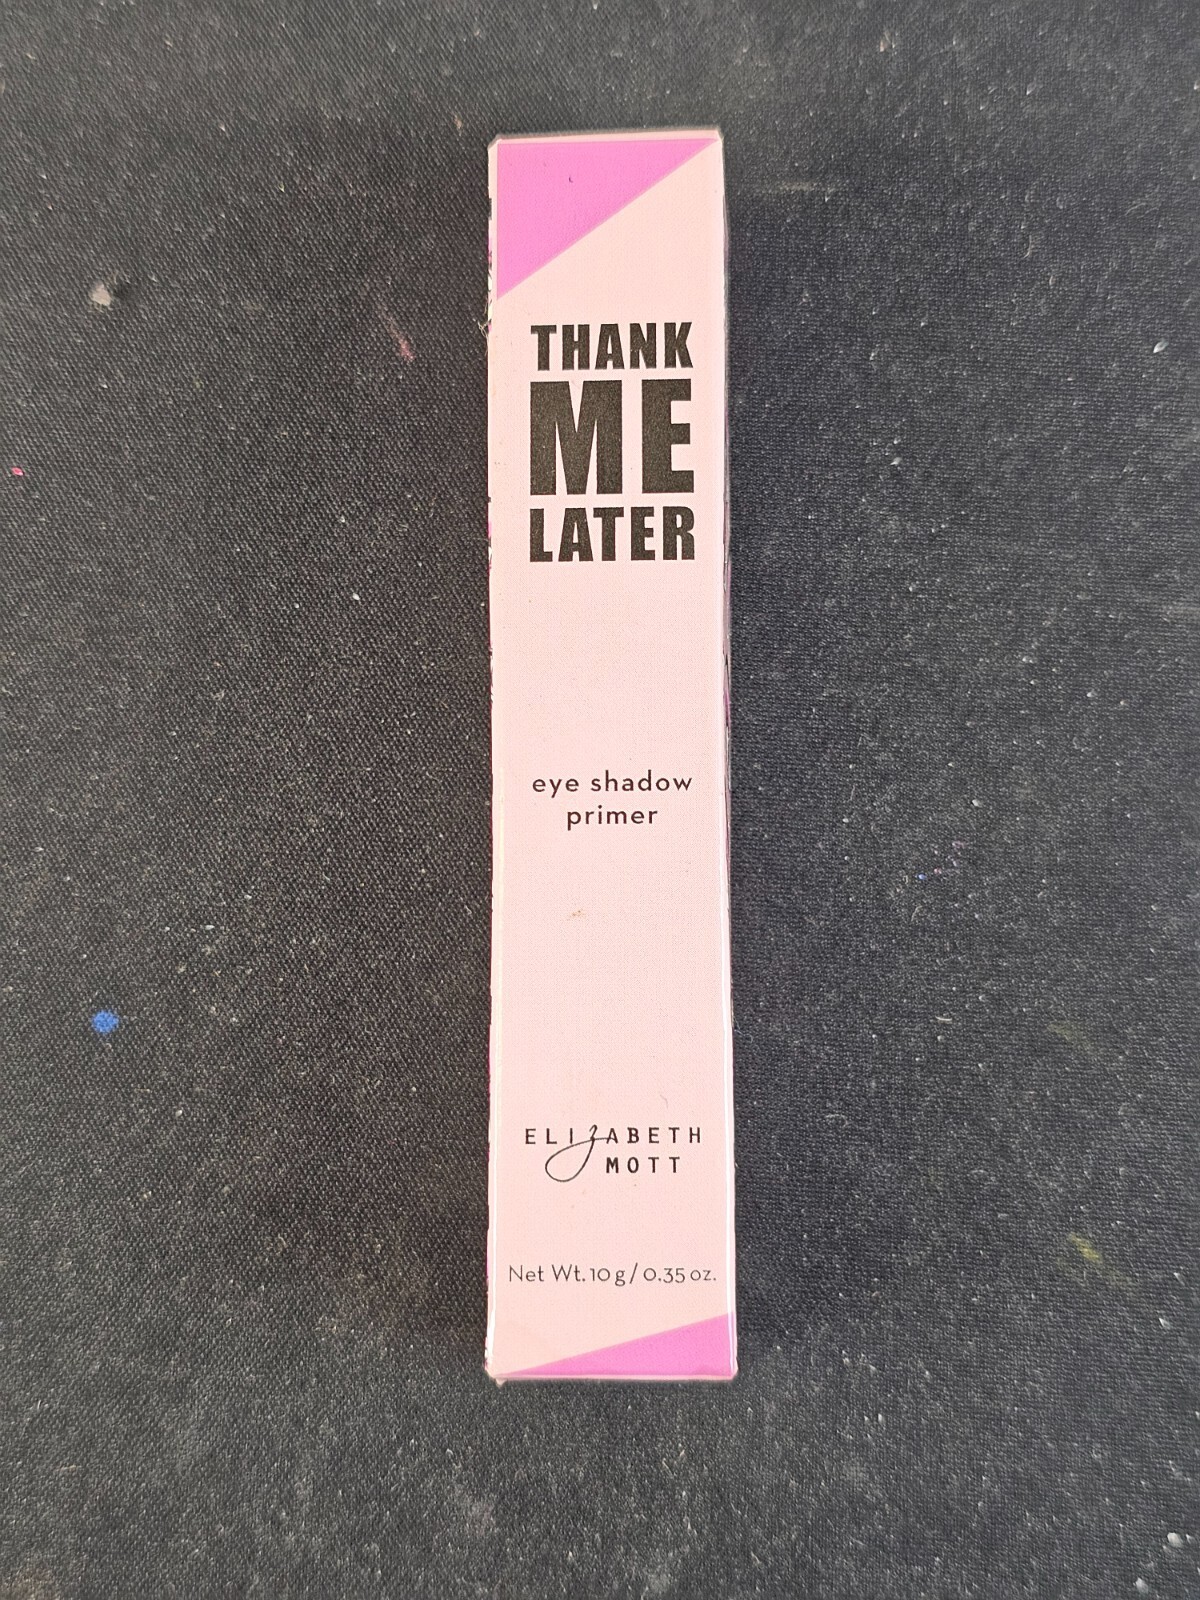 THANK
ME
LATER
eye shadow
primer
ELIZABETH
MOTT
Net Wt. 10 g / 0.35 oz.